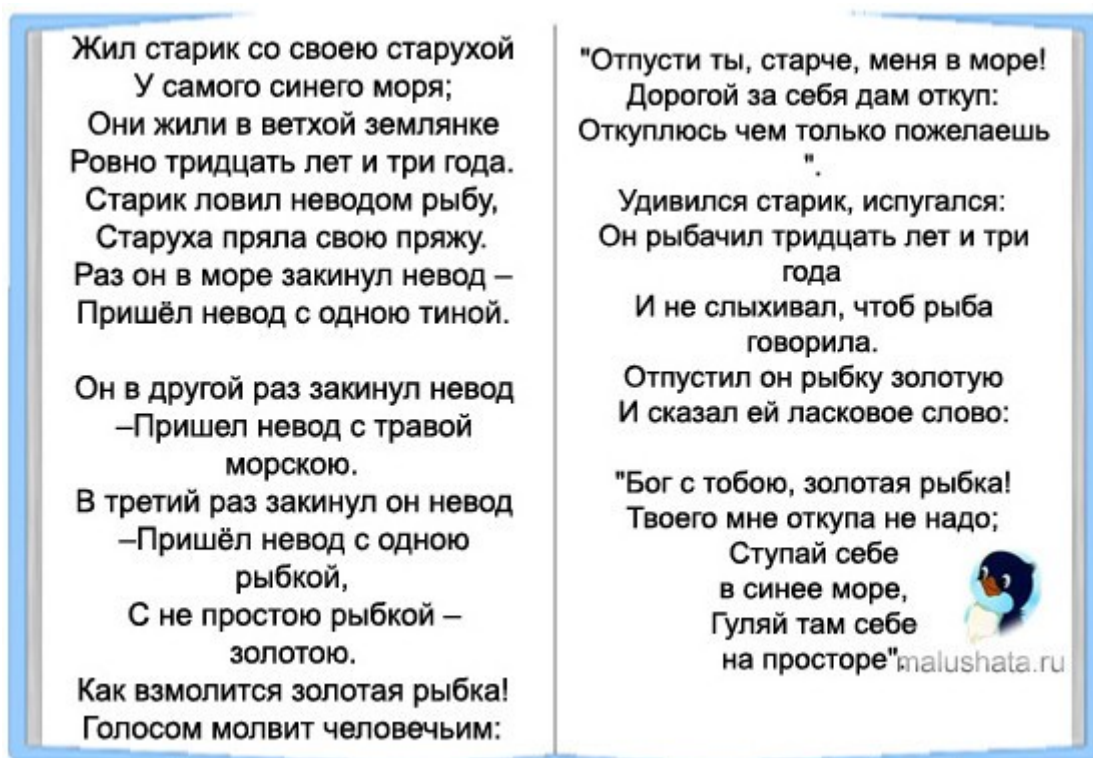 Жил старик со своею старухой
У самого синего моря;
Они жили в ветхой землянке
Ровно тридцать лет и три года.
Старик ловил неводом рыбу,
Старуха пряла свою пряжу.
Раз он в море закинул невод –
Пришёл невод с одною тиной.
Он в другой раз закинул невод
–Пришел невод с травой
морскою.
В третий раз закинул он невод
–Пришёл невод с одною
рыбкой,
С не простою рыбкой –
золотою.
Как взмолится золотая рыбка!
Голосом молвит человечьим:
"Отпусти ты, старче, меня в море!
Дорогой за себя дам откуп:
Откуплюсь чем только пожелаешь
".
Удивился старик, испугался:
Он рыбачил тридцать лет и три
года
И не слыхивал, чтоб рыба
говорила.
Отпустил он рыбку золотую
И сказал ей ласковое слово:
"Бог с тобою, золотая рыбка!
Твоего мне откупа не надо;
Ступай себе
в синее море,
Гуляй там себе
на просторе".
malushata.ru